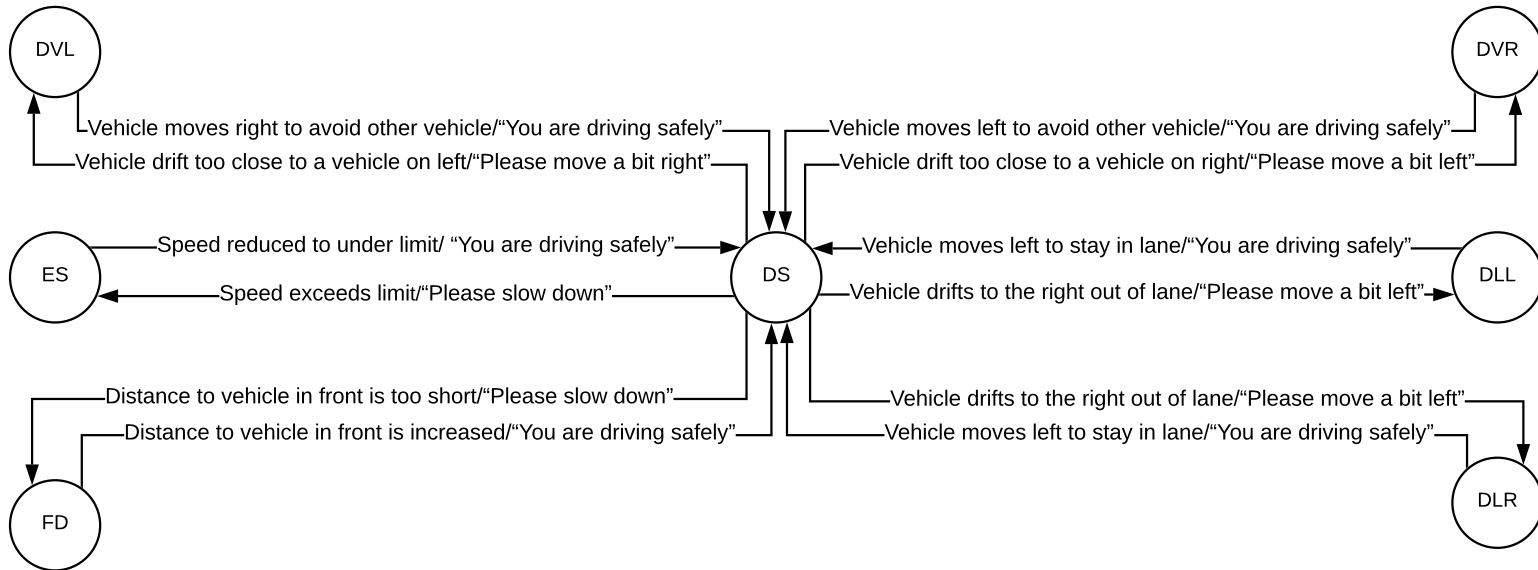 DVL
DVR
Vehicle moves right to avoid other vehicle/“You are driving safely”
Vehicle moves left to avoid other vehicle/“You are driving safely”
Vehicle drift too close to a vehicle on left/“Please move a bit right”
Vehicle drift too close to a vehicle on right/“Please move a bit left”
Speed reduced to under limit/ “You are driving safely”
Vehicle moves left to stay in lane/“You are driving safely”
ES
DS
DLL
Speed exceeds limit/“Please slow down”
Vehicle drifts to the right out of lane/“Please move a bit left”
Distance to vehicle in front is too short/“Please slow down”
Vehicle drifts to the right out of lane/“Please move a bit left”
Distance to vehicle in front is increased/“You are driving safely”
Vehicle moves left to stay in lane/“You are driving safely”
FD
DLR